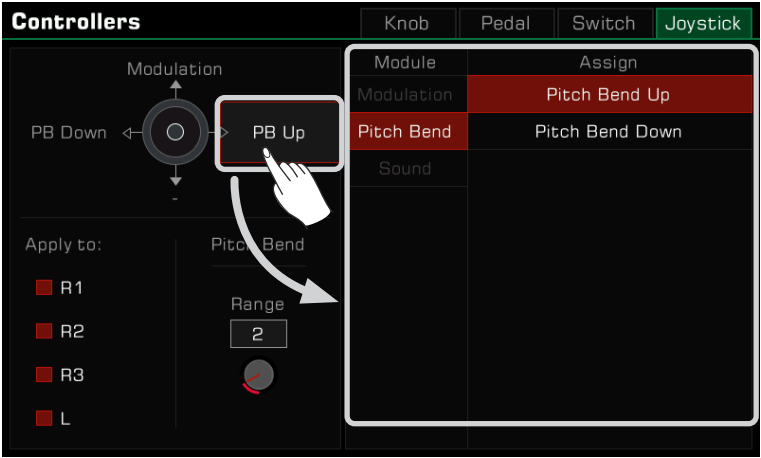 Controllers
Knob
Pedal
Switch
Joystick
Modulation
PB Down
PB Up
-
Apply to:
R1
R2
R3
L
Pitch Bend
Range
2
Module
Assign
Modulation
Pitch Bend Up
Pitch Bend
Pitch Bend Down
Sound